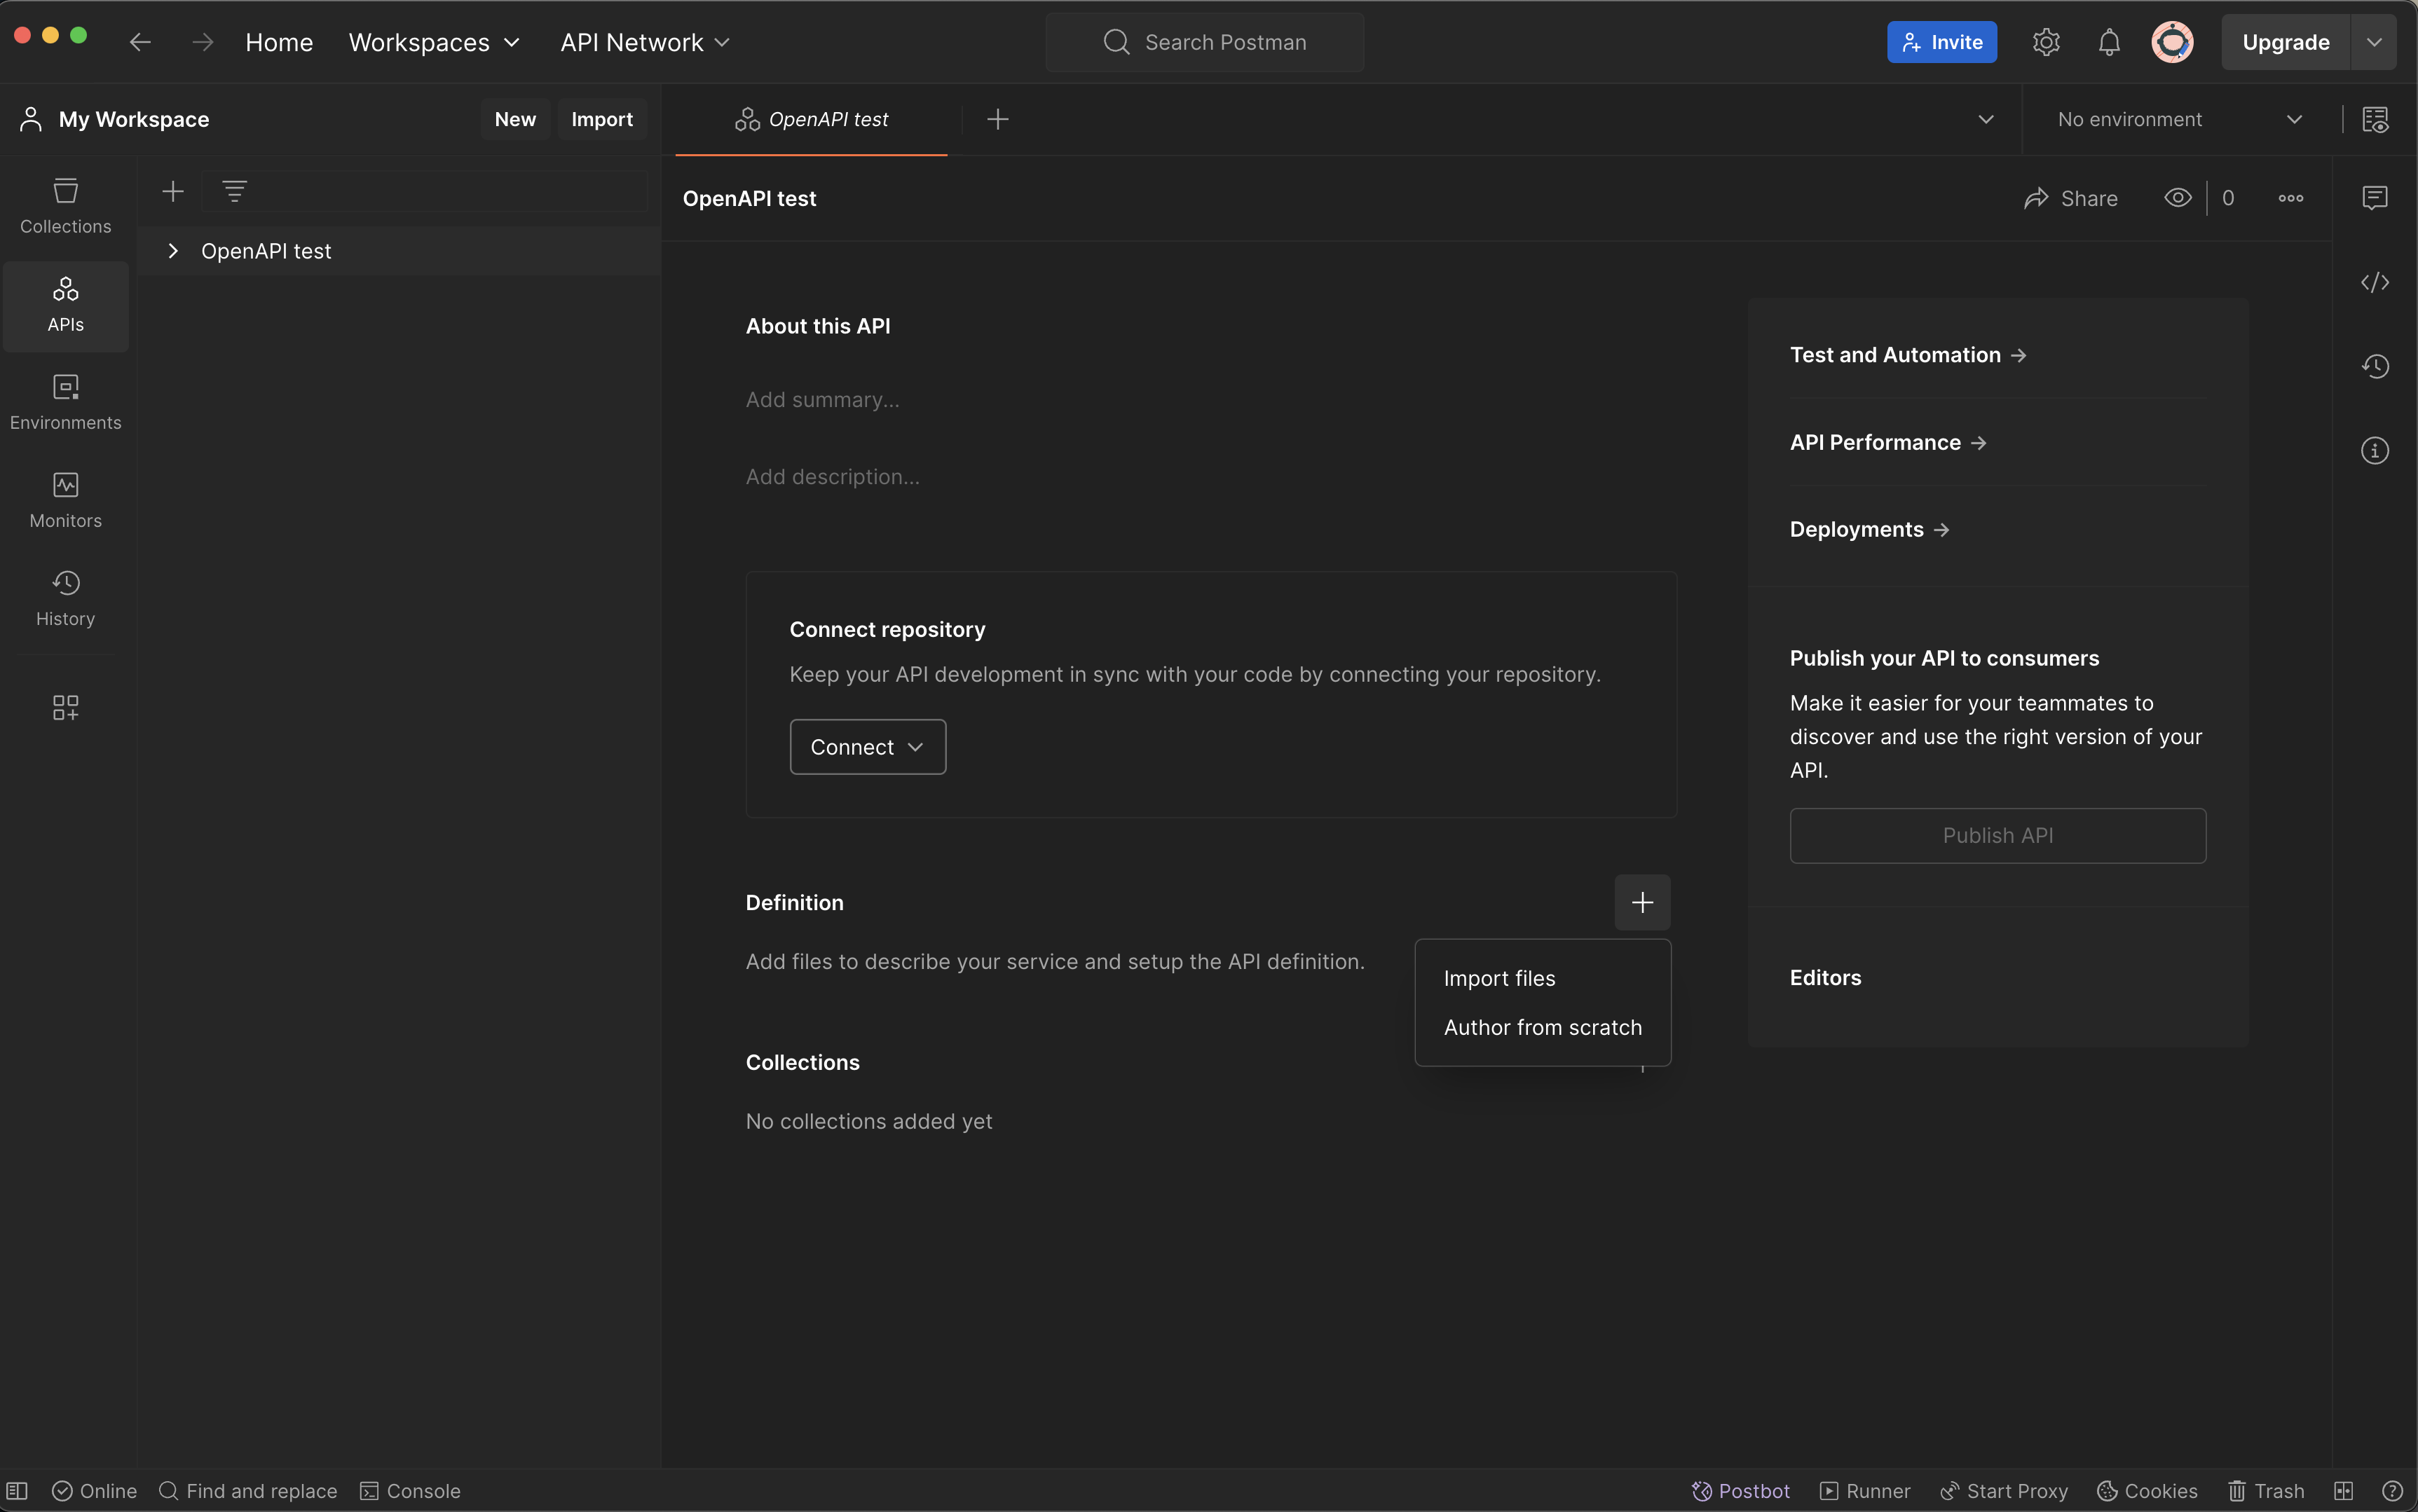 Home
Workspaces
API Network
Search Postman
Invite
Upgrade
My Workspace
New
Import
OpenAPI test
No environment
Collections
APIs
Environments
Monitors
History
OpenAPI test
OpenAPI test
Share
0
About this API
Add summary...
Add description...
Connect repository
Keep your API development in sync with your code by connecting your repository.
Connect
Definition
Add files to describe your service and setup the API definition.
Import files
Author from scratch
Collections
No collections added yet
Test and Automation →
API Performance →
Deployments →
Publish your API to consumers
Make it easier for your teammates to
discover and use the right version of your
API.
Publish API
Editors
Online
Find and replace
Console
Postbot
Runner
Start Proxy
Cookies
Trash